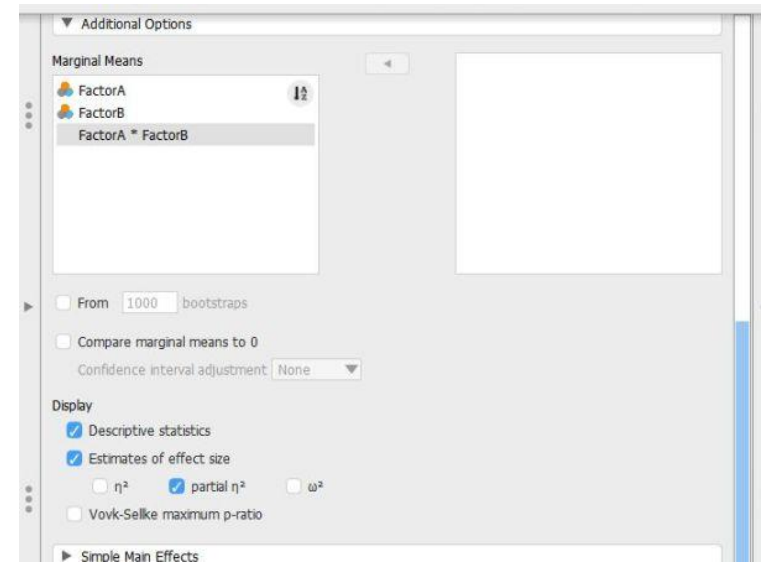 Additional Options
Marginal Means
FactorA
FactorB
FactorA * FactorB
From 1000 bootstraps
Compare marginal means to 0
Confidence interval adjustment None
Display
Descriptive statistics
Estimates of effect size
η² partial η² ω²
Vovk-Sellke maximum p-ratio
Simple Main Effects